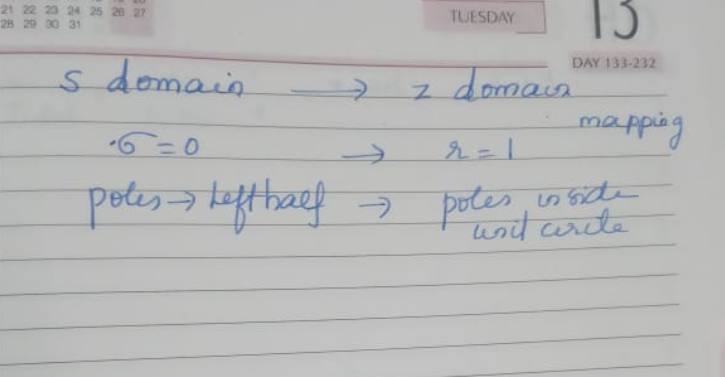 21 22 23 24 25 26 27
28 29 30 31
TUESDAY
13
DAY 133-232
s domain → z domain
mapping
σ = 0 → r = 1
poles → Left half → poles inside
unit circle